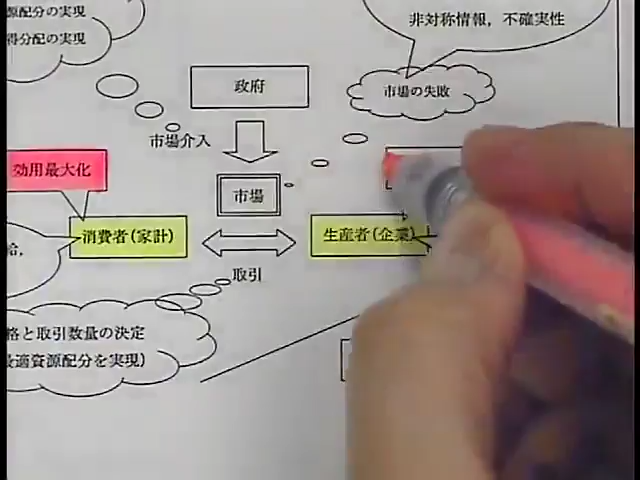 源配分の実現
得分配の実現
非対称情報，不確実性
政府
市場の失敗
市場介入
効用最大化
市場
消費者(家計)
生産者(企業)
給，
取引
格と取引数量の決定
最適資源配分を実現)